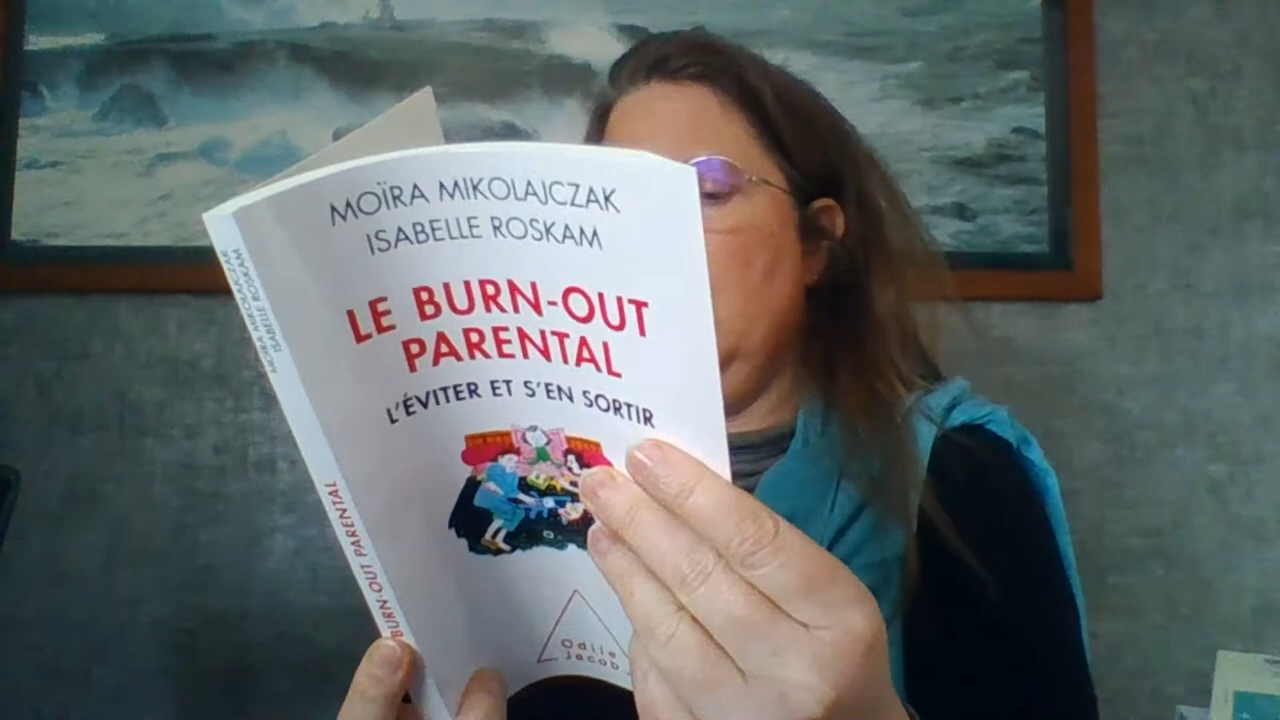 MOÏRA MIKOLAJCZAK
ISABELLE ROSKAM
LE BURN-OUT
PARENTAL
L'ÉVITER ET S'EN SORTIR
Odile
Jacob
MOÏRA MIKOLAJCZAK
ISABELLE ROSKAM
BURN-OUT PARENTAL